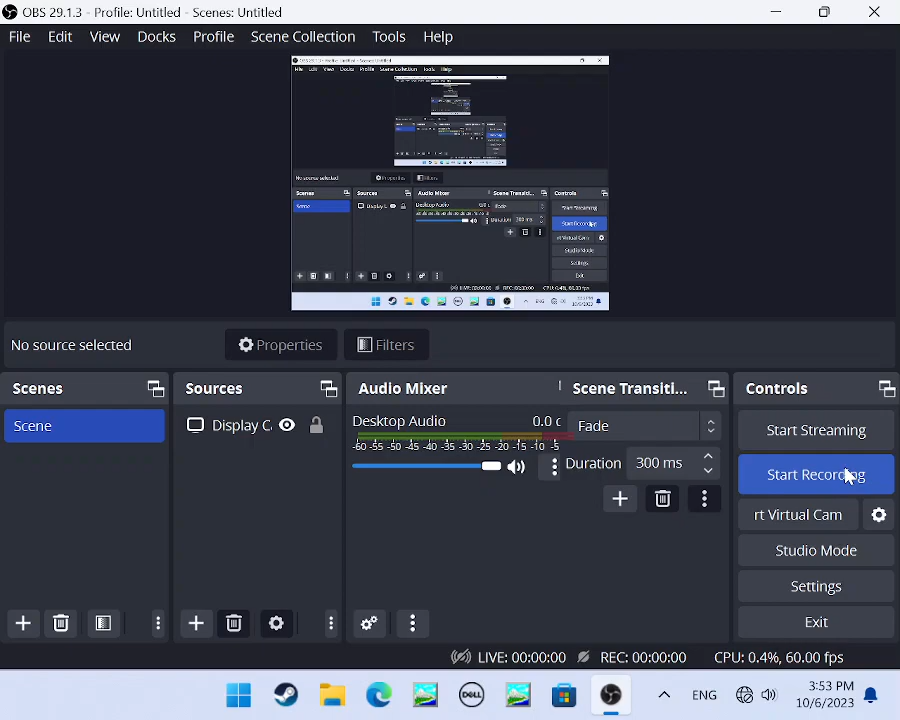 OBS 29.1.3 - Profile: Untitled - Scenes: Untitled
File Edit View Docks Profile Scene Collection Tools Help
No source selected Properties Filters
Scenes Sources Audio Mixer Scene Transiti... Controls
Scene Display C Desktop Audio 0.0 c Fade Start Streaming
-60 -55 -50 -45 -40 -35 -30 -25 -20 -15 -10 -5
Duration 300 ms Start Recording
rt Virtual Cam
Studio Mode
Settings
Exit
LIVE: 00:00:00 REC: 00:00:00 CPU: 0.4%, 60.00 fps
DELL ENG 3:53 PM
10/6/2023